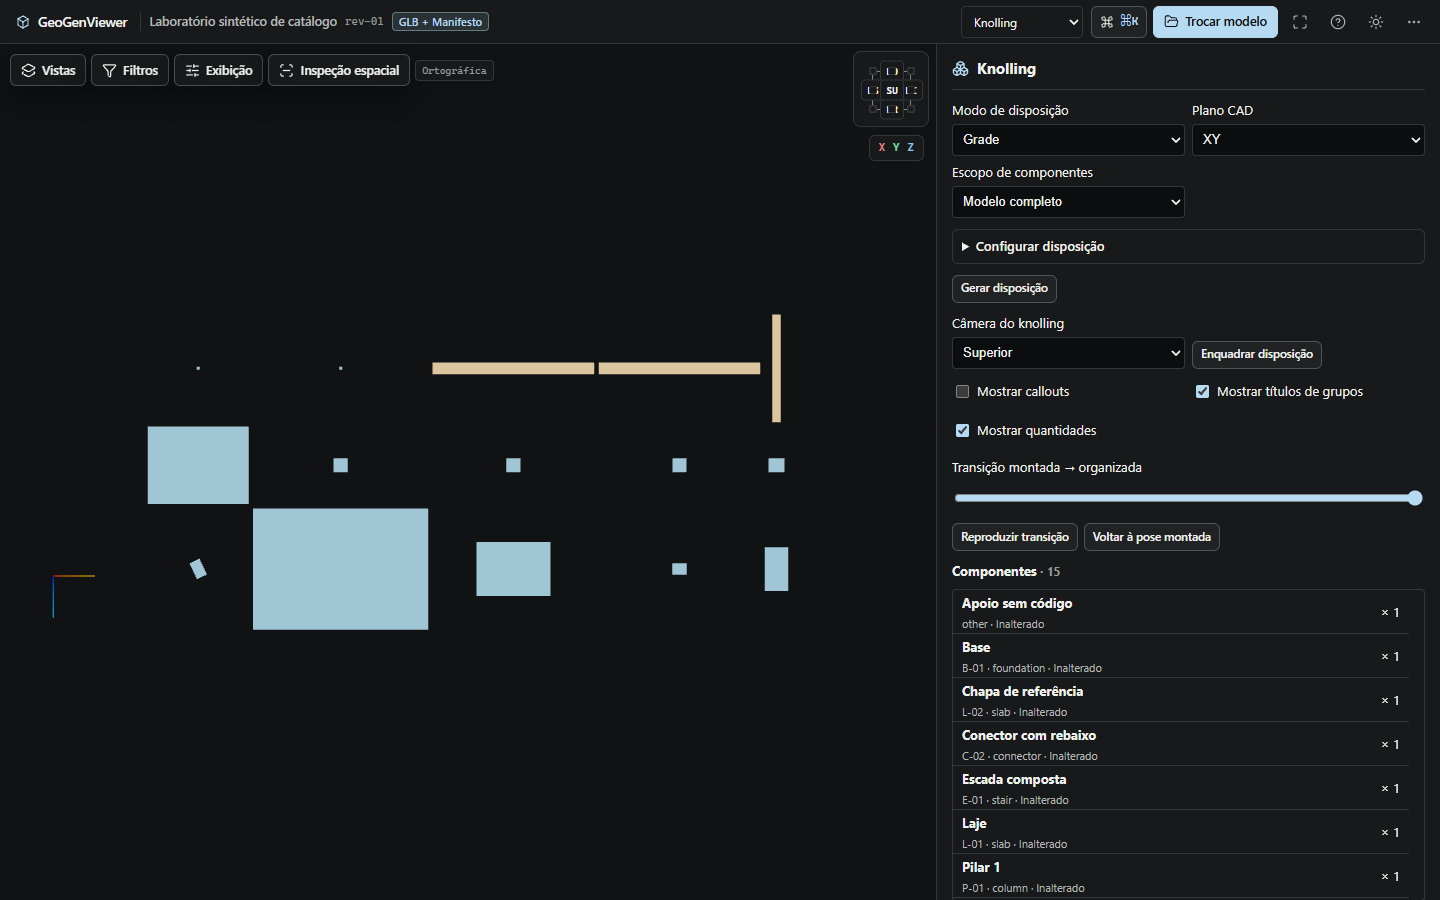 GeoGenViewer
Laboratório sintético de catálogo rev-01 GLB + Manifesto
Knolling
⌘K
Trocar modelo
Vistas
Filtros
Exibição
Inspeção espacial
Ortográfica
SU
X Y Z
Knolling
Modo de disposição
Plano CAD
Grade
XY
Escopo de componentes
Modelo completo
Configurar disposição
Gerar disposição
Câmera do knolling
Superior
Enquadrar disposição
Mostrar callouts
Mostrar títulos de grupos
Mostrar quantidades
Transição montada → organizada
Reproduzir transição
Voltar à pose montada
Componentes · 15
Apoio sem código
other · Inalterado
× 1
Base
B-01 · foundation · Inalterado
× 1
Chapa de referência
L-02 · slab · Inalterado
× 1
Conector com rebaixo
C-02 · connector · Inalterado
× 1
Escada composta
E-01 · stair · Inalterado
× 1
Laje
L-01 · slab · Inalterado
× 1
Pilar 1
P-01 · column · Inalterado
× 1